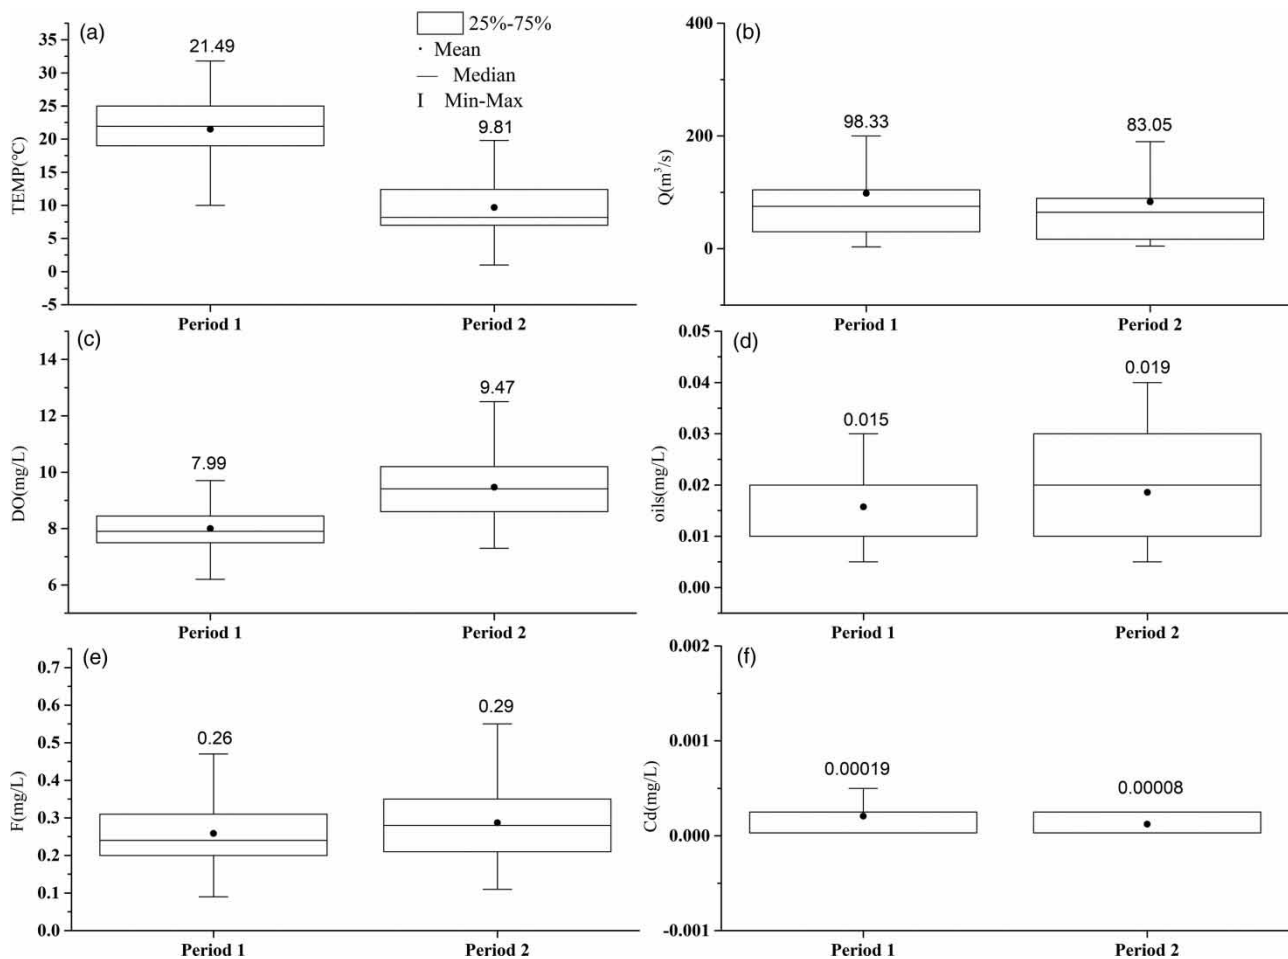 (a)
25%-75%
Mean
Median
Min-Max
21.49
9.81
TEMP(°C)
35
30
25
20
15
10
5
0
-5
Period 1
Period 2
(b)
98.33
83.05
Q(m³/s)
400
200
0
Period 1
Period 2
(c)
7.99
9.47
DO(mg/L)
14
12
10
8
6
Period 1
Period 2
(d)
0.015
0.019
oils(mg/L)
0.05
0.04
0.03
0.02
0.01
0.00
Period 1
Period 2
(e)
0.26
0.29
F(mg/L)
0.7
0.6
0.5
0.4
0.3
0.2
0.1
0.0
Period 1
Period 2
(f)
0.00019
0.00008
Cd(mg/L)
0.002
0.001
0.000
-0.001
Period 1
Period 2